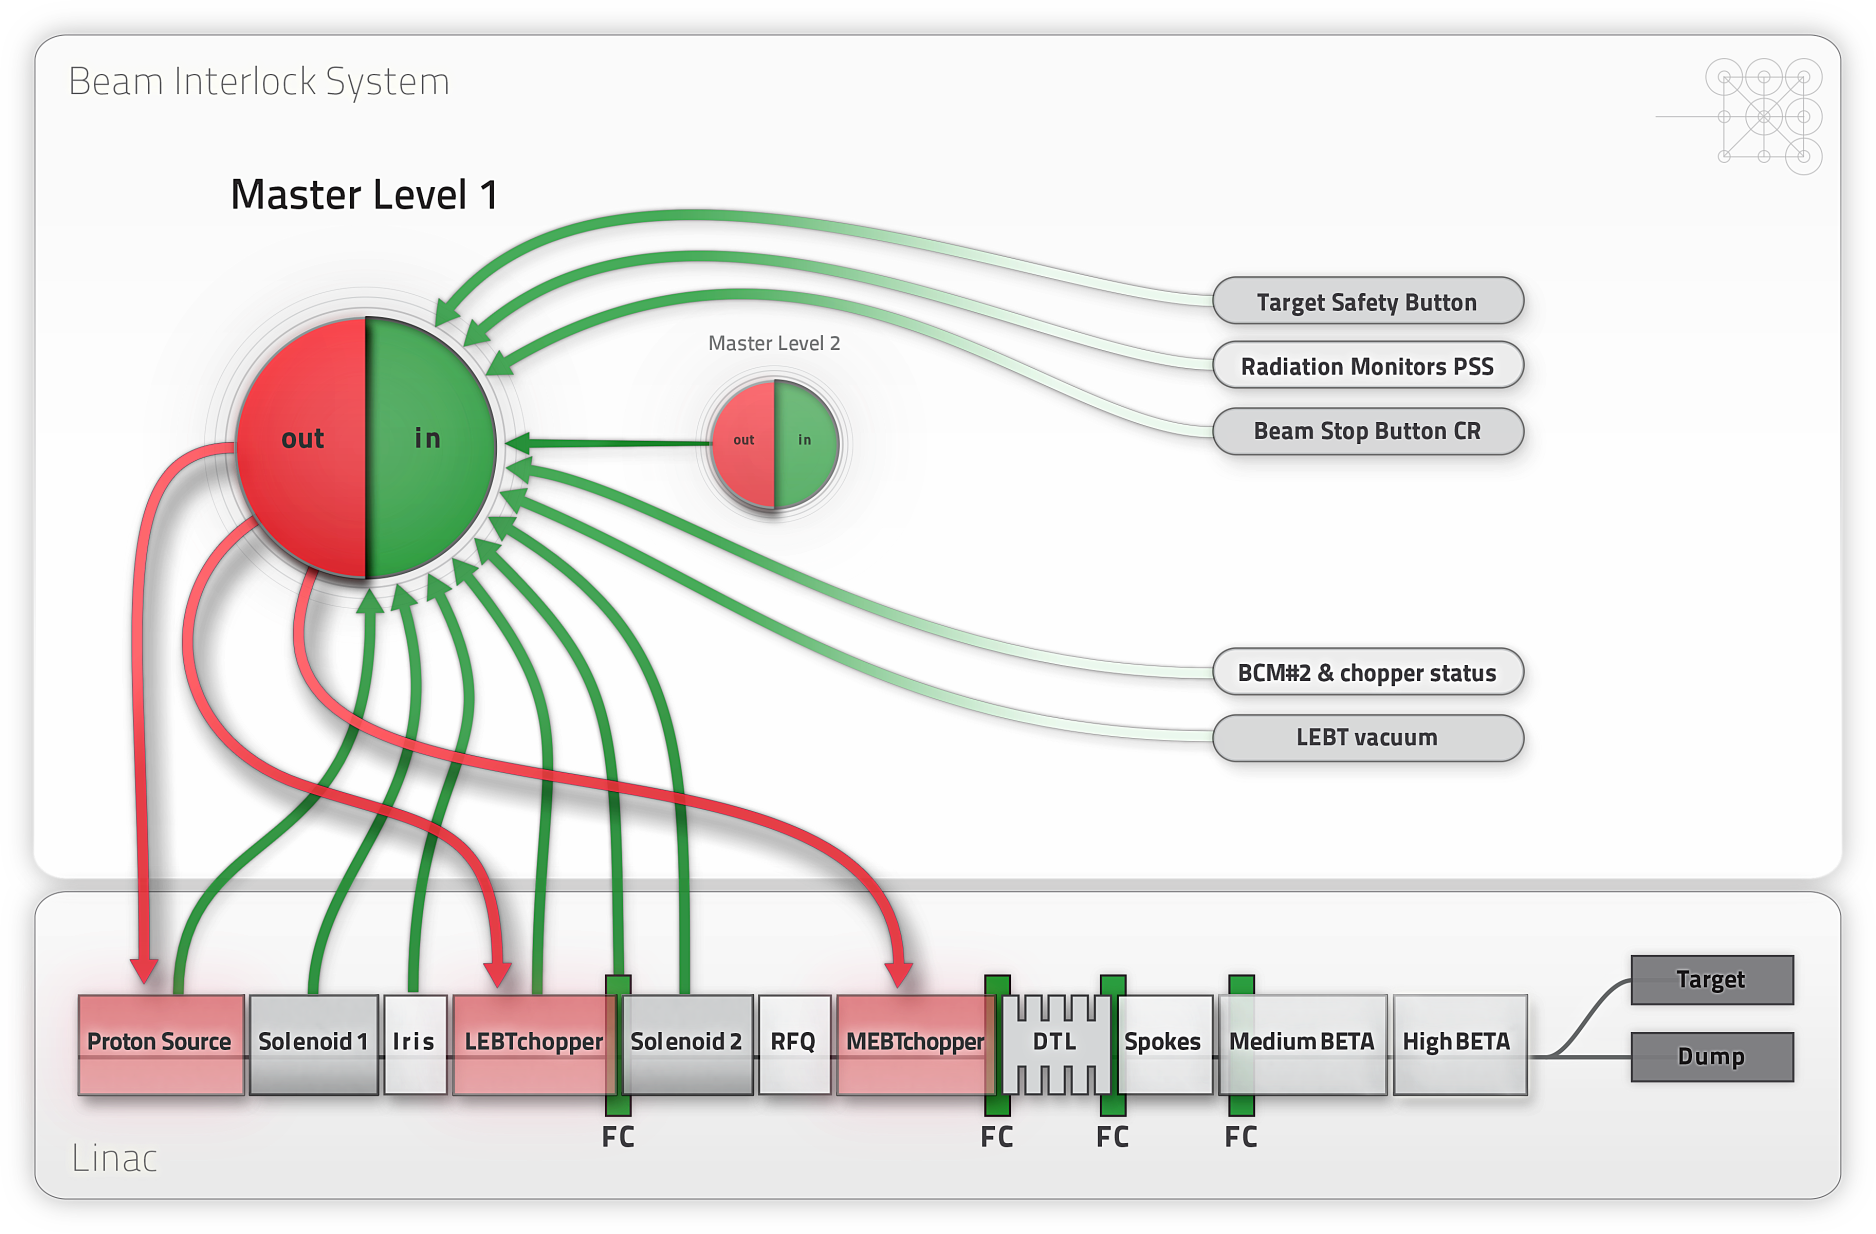 Beam Interlock System
Master Level 1
Target Safety Button
Radiation Monitors PSS
Beam Stop Button CR
Master Level 2
out
in
out
in
BCM#2 & chopper status
LEBT vacuum
Target
Proton Source
Solenoid 1
Iris
LEBTchopper
Solenoid 2
RFQ
MEBTchopper
DTL
Spokes
Medium BETA
High BETA
Dump
FC
FC
FC
FC
Linac